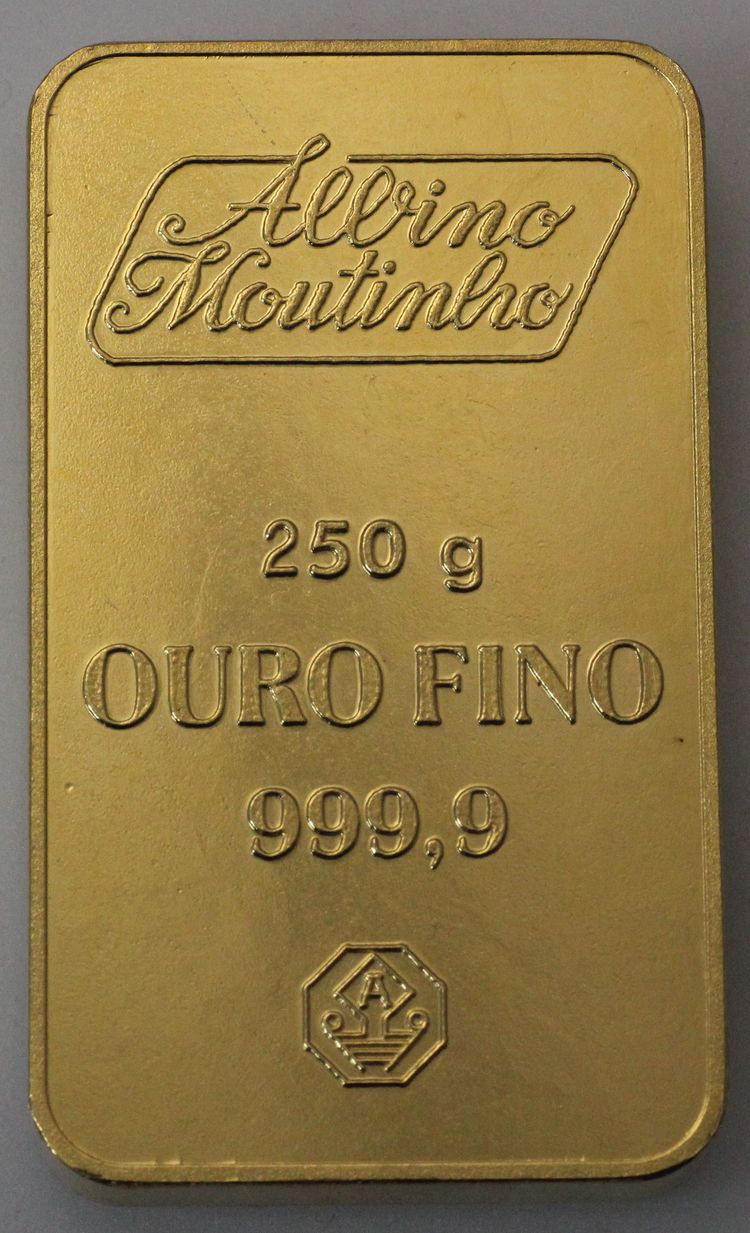 Albino
Moutinho
250 g
OURO FINO
999,9
A